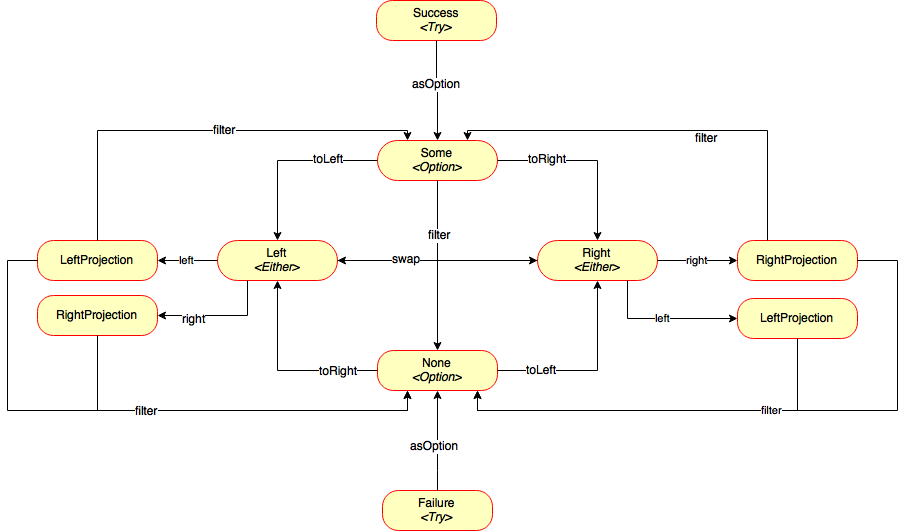 Success
<Try>
asOption
filter
filter
Some
<Option>
toLeft
toRight
filter
LeftProjection
left
Left
<Either>
swap
Right
<Either>
right
RightProjection
RightProjection
right
left
LeftProjection
None
<Option>
toRight
toLeft
filter
filter
asOption
Failure
<Try>